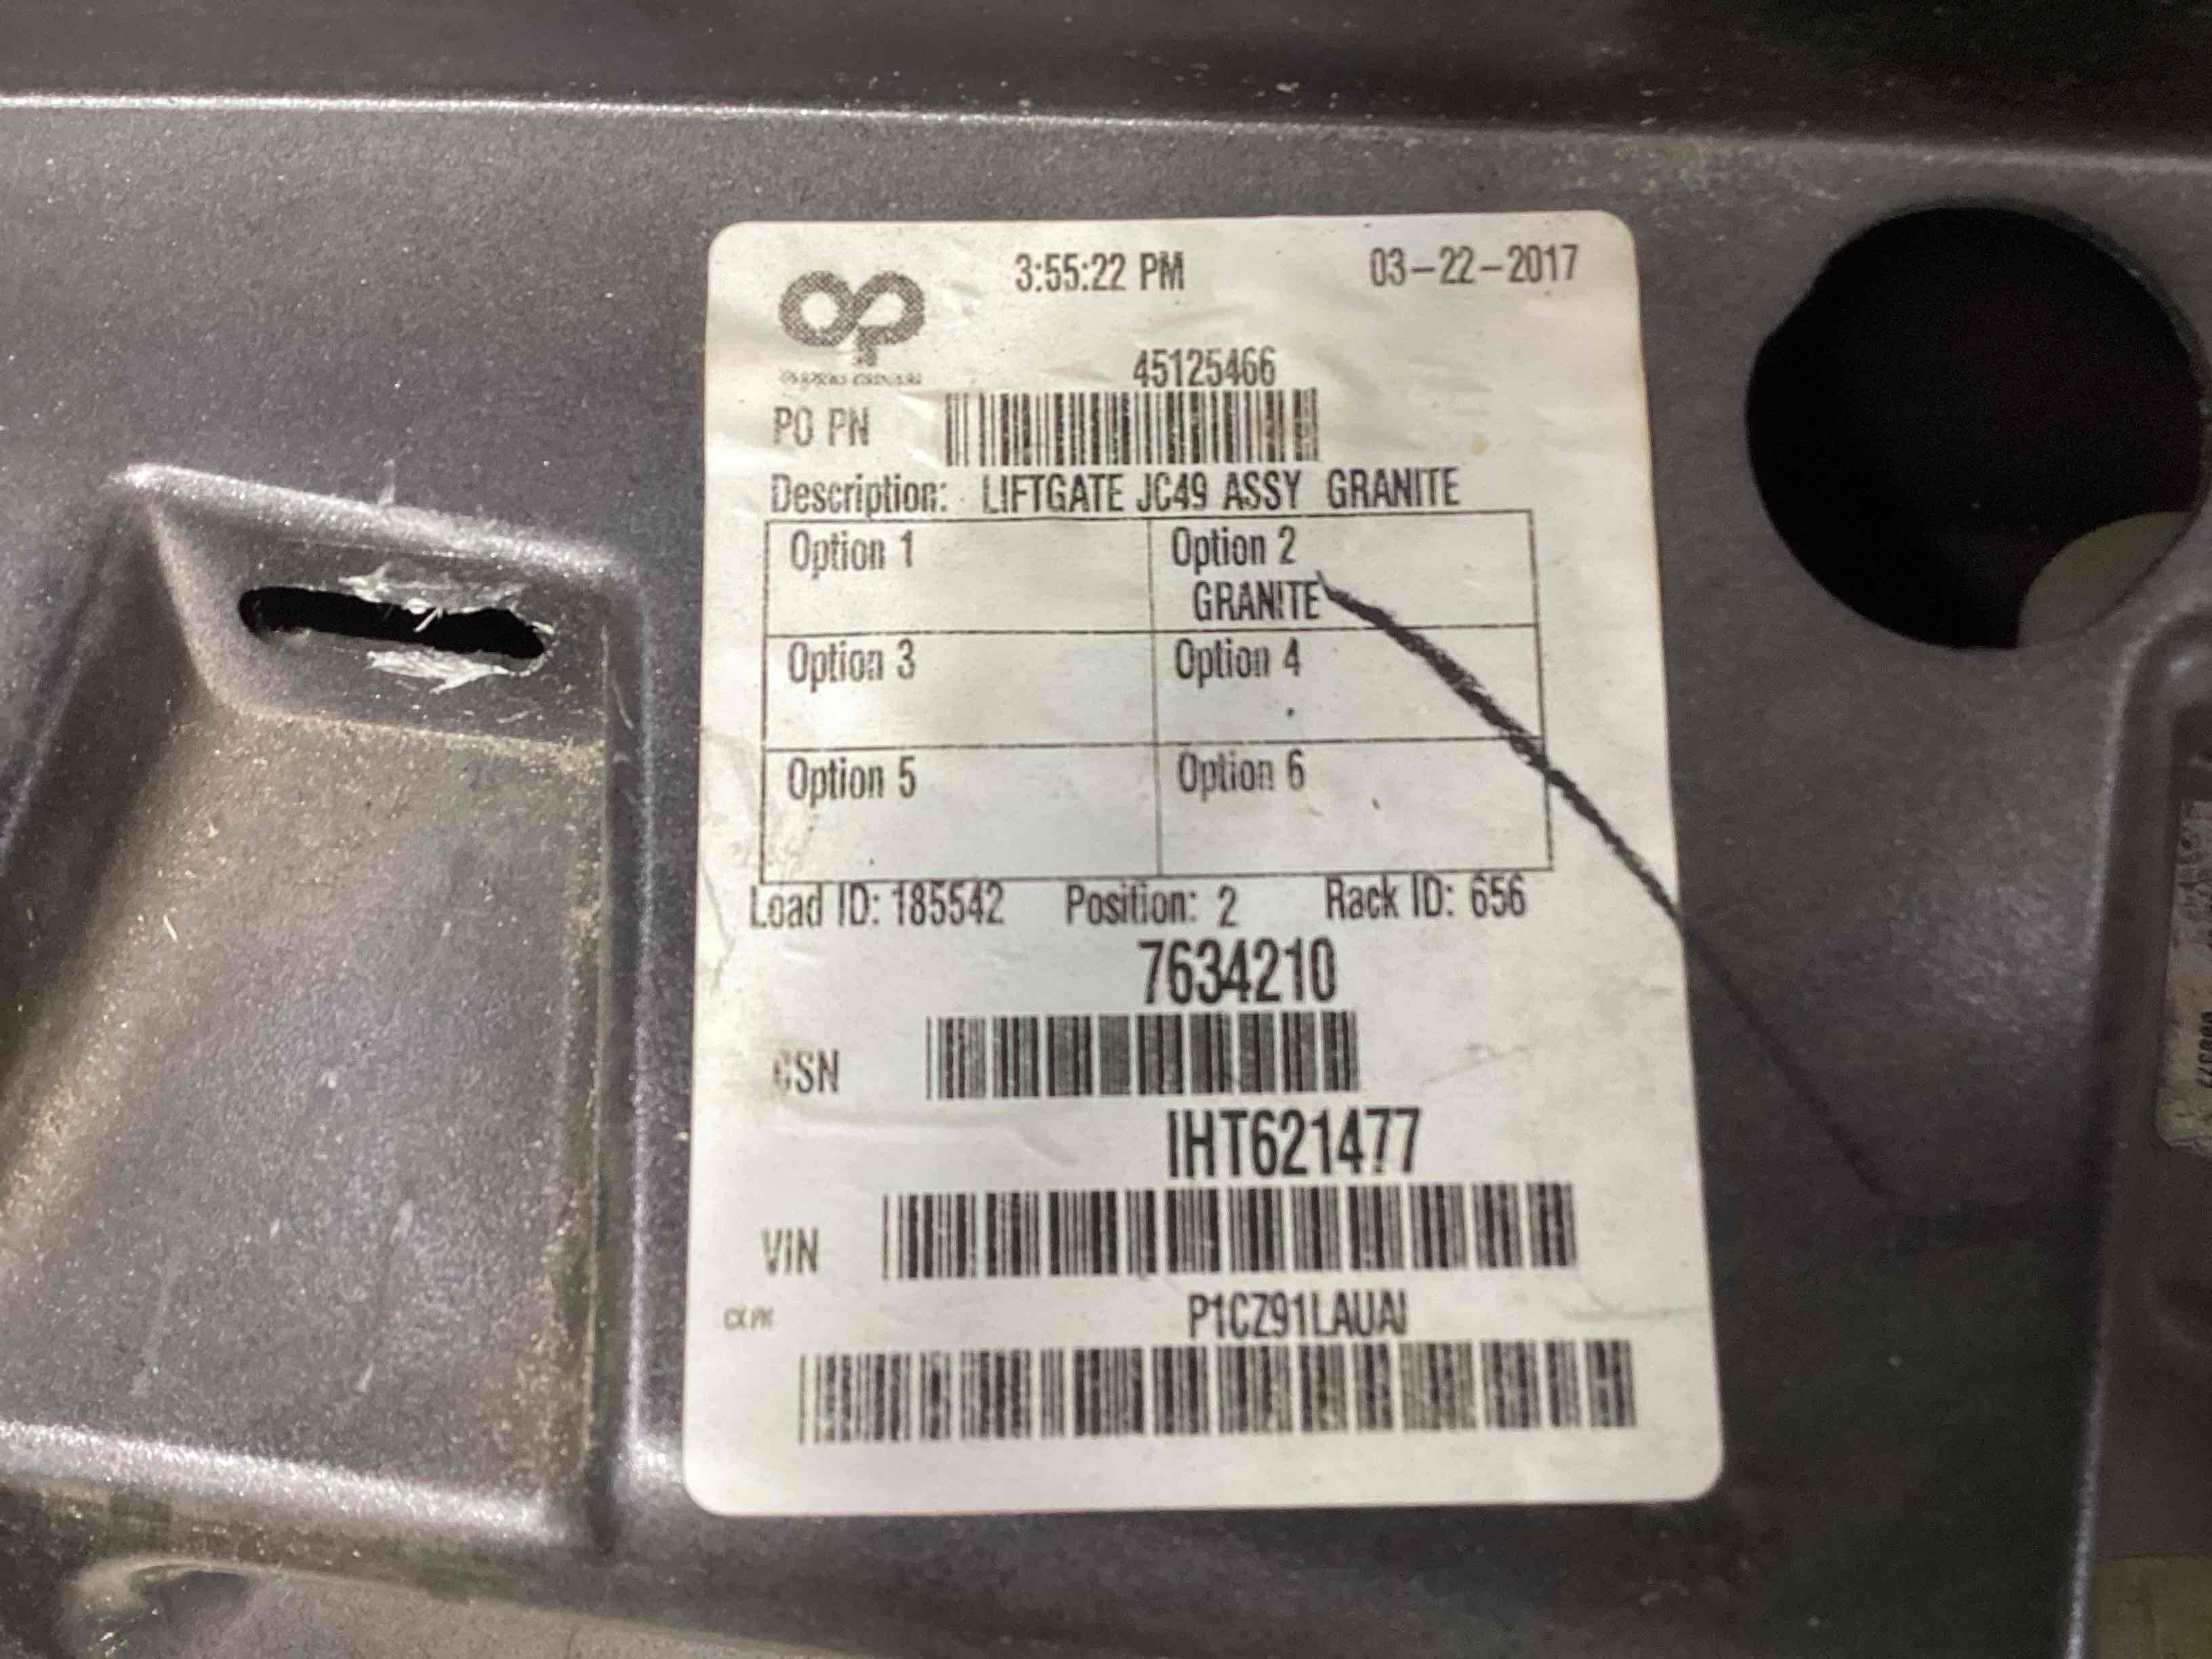 3:55:22 PM 03-22-2017
45125466
PO PN
Description: LIFTGATE JC49 ASSY GRANITE
Option 1 Option 2
GRANITE
Option 3 Option 4
Option 5 Option 6
Load ID: 185542 Position: 2 Rack ID: 656
7634210
CSN
IHT621477
VIN
P1CZ91LAUAI
CX PN